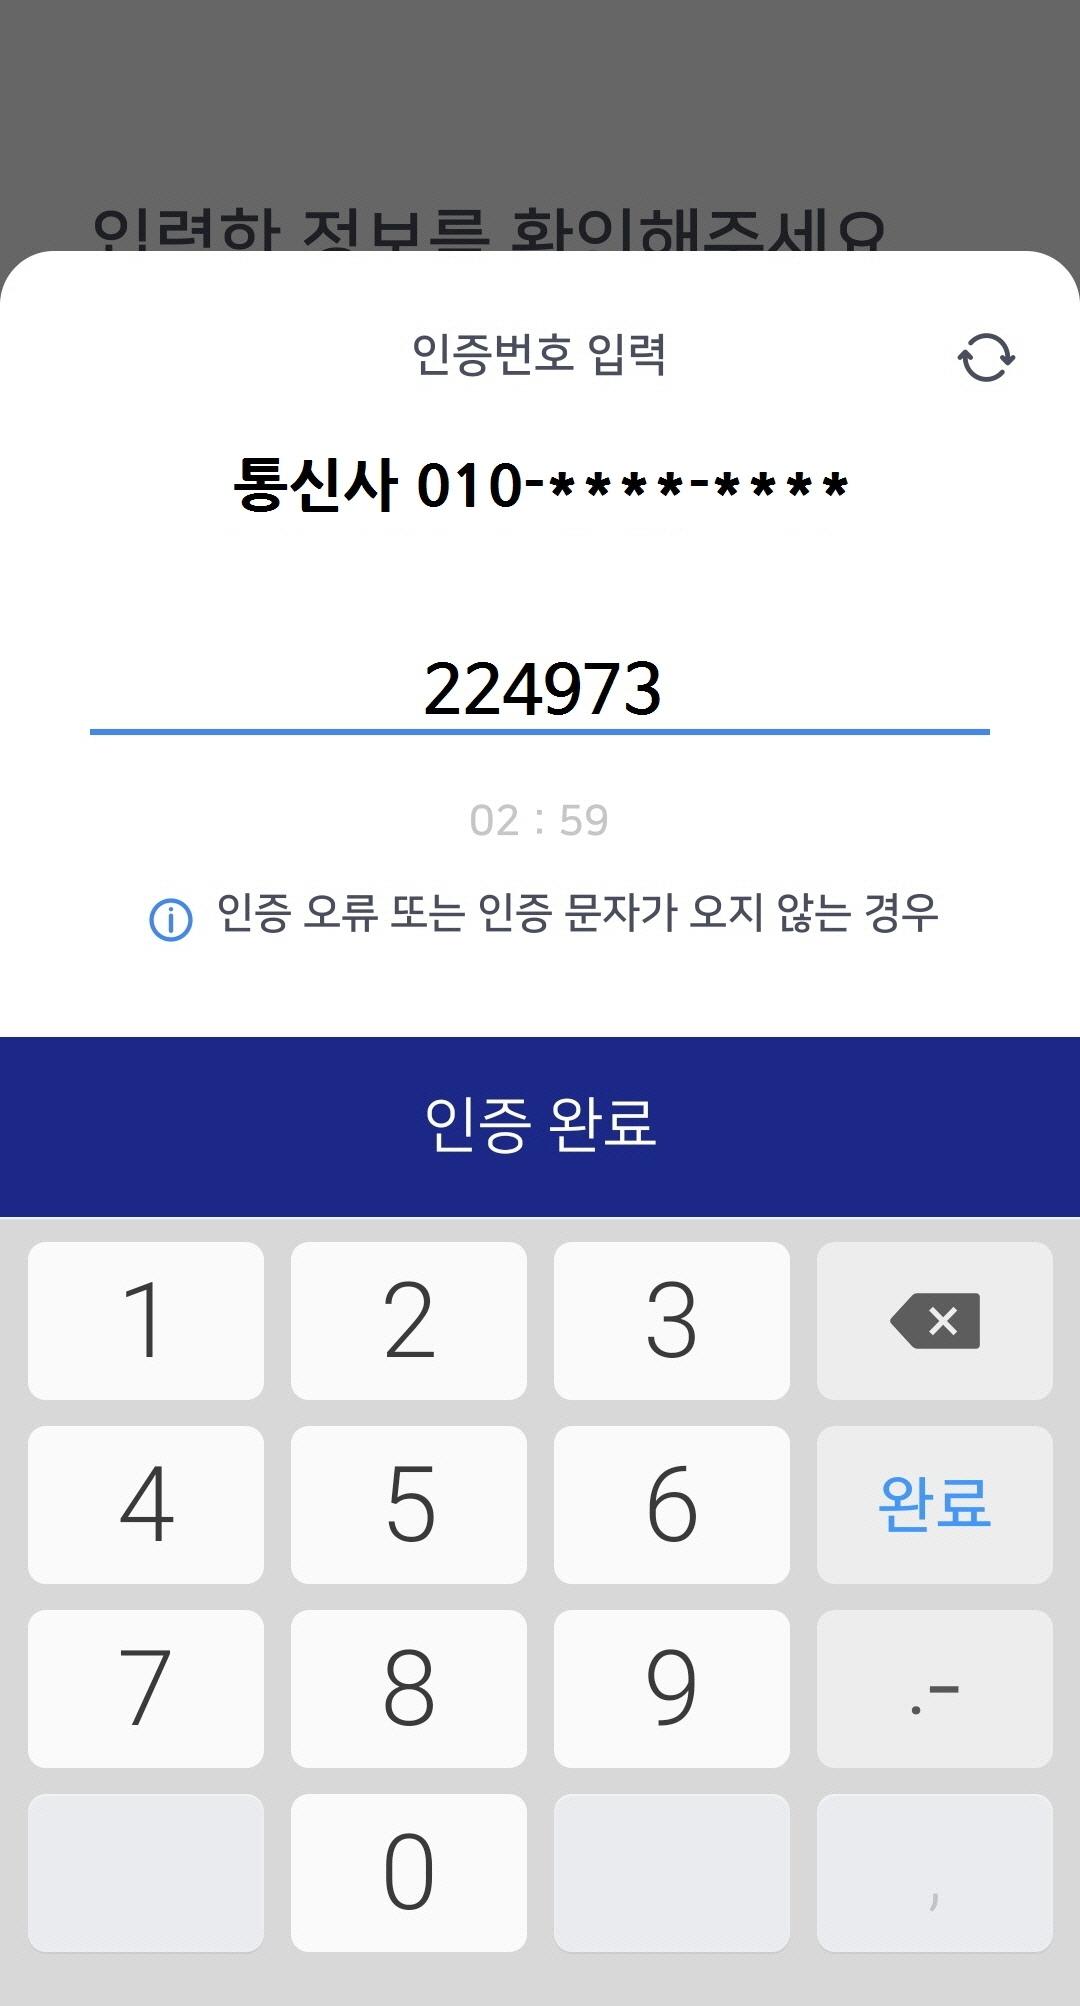 입력한 정보를 확인해주세요
인증번호 입력
통신사 010-****-****
224973
02 : 59
인증 오류 또는 인증 문자가 오지 않는 경우
인증 완료
1 2 3
4 5 6 완료
7 8 9 .-
0 ,